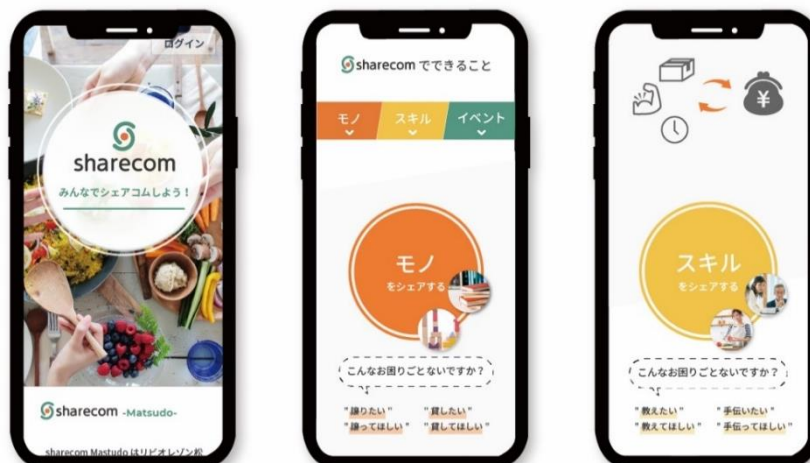 ログイン
sharecom
みんなでシェアコムしよう！
sharecom -Matsudo-
sharecom Mastudo はリビオレゾン松
sharecom でできること
モノ
スキル
イベント
モノ
をシェアする
こんなお困りごとないですか？
"譲りたい" "貸したい"
"譲ってほしい" "貸してほしい"
¥
スキル
をシェアする
こんなお困りごとないですか？
"教えたい" "手伝いたい"
"教えてほしい" "手伝ってほしい"